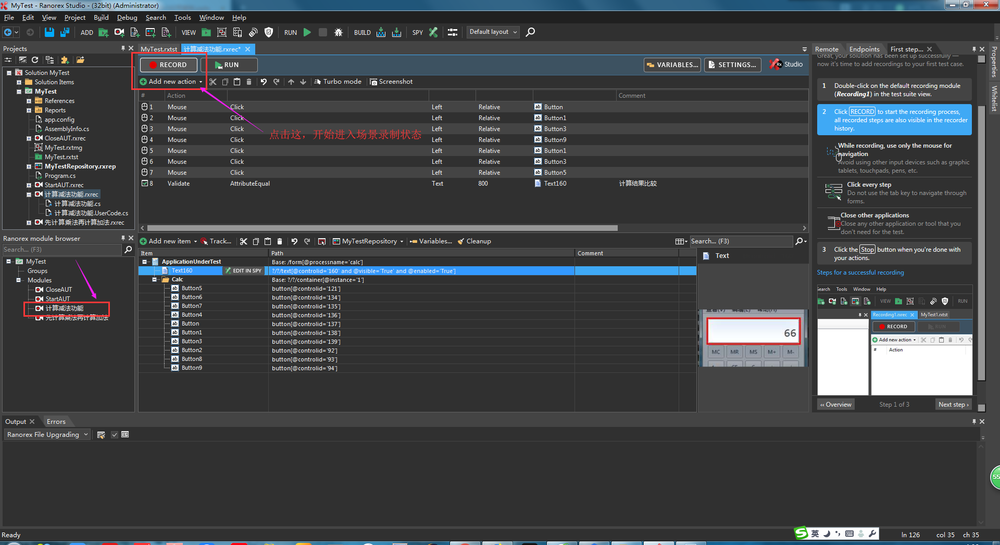 MyTest - Ranorex Studio - (32bit) (Administrator)
File Edit View Project Build Debug Search Tools Window Help
ADD VIEW RUN BUILD SPY Default layout
Projects
Solution MyTest
Solution Items
MyTest
References
Reports
app.config
AssemblyInfo.cs
CloseAUT.rxrec
MyTest.rxtmg
MyTest.rxtst
MyTestRepository.rxrep
Program.cs
StartAUT.rxrec
计算减法功能.rxrec
计算减法功能.cs
计算减法功能.UserCode.cs
先计算乘法再计算加法.rxrec
Ranorex module browser
Search... (F3)
MyTest
Groups
Modules
CloseAUT
StartAUT
计算减法功能
先计算乘法再计算加法
MyTest.rxtst 计算减法功能.rxrec*
RECORD RUN VARIABLES... SETTINGS... Rx Studio
Add new action Turbo mode Screenshot
# Action Comment
1 Mouse Click Left Relative Button
2 Mouse Click Left Relative Button1
3 Mouse Click Left Relative Button3
4 Mouse Click Left Relative Button9
5 Mouse Click Left Relative Button1
6 Mouse Click Left Relative Button3
7 Mouse Click Left Relative Button5
8 Validate AttributeEqual Text 800 Text160 计算结果比较
点击这，开始进入场景录制状态
Add new item Track... MyTestRepository Variables... Cleanup Search... (F3)
Item Path Comment
ApplicationUnderTest Base: /form[@processname='calc']
Text160 EDIT IN SPY ?/?/text[@controlid='160' and @visible='True' and @enabled='True']
Calc Base: ?/?/container[@instance='1']
Button5 button[@controlid='121']
Button6 button[@controlid='134']
Button7 button[@controlid='135']
Button4 button[@controlid='136']
Button button[@controlid='137']
Button1 button[@controlid='138']
Button3 button[@controlid='139']
Button2 button[@controlid='92']
Button8 button[@controlid='93']
Button9 button[@controlid='94']
Text
66
MC MR MS M+ M-
Remote Endpoints First step...
Great, your solution has been set up successfully —
now it's time to add recordings to your first test case.
1 Double-click on the default recording module
(Recording1) in the test suite view.
2 Click RECORD to start the recording process,
all recorded steps are also visible in the recorder
history.
While recording, use only the mouse for
navigation
Avoid using other input devices such as graphic
tablets, touchpads, pens, etc.
Click every step
Do not use the tab key to navigate through
forms.
Close other applications
Close any other application or tool that you
don't need for the test.
3 Click the Stop button when you're done with
your actions.
Steps for a successful recording
Search Tools Window Help
VIEW RUN
Recording1.rxrec MyTest1.rxtst
RECORD RUN
Add new action
# Action
‹‹ Overview Step 1 of 3 Next step ›
Properties
Whitelist
Output Errors
Ranorex File Upgrading
55
Ready
英
ln 126 col 35 ch 35